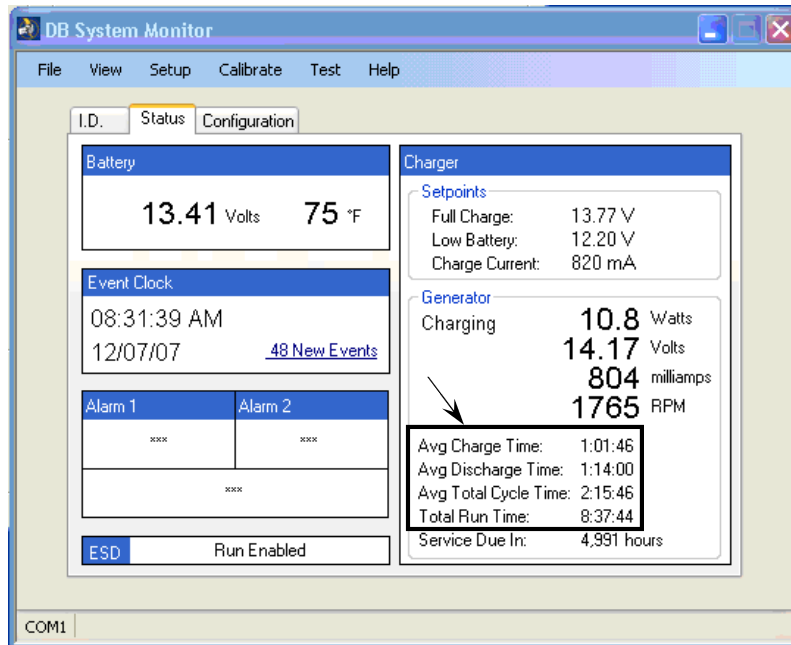 DB System Monitor
File View Setup Calibrate Test Help
I.D. Status Configuration
Battery
13.41 Volts 75 °F
Event Clock
08:31:39 AM
12/07/07 48 New Events
Alarm 1 Alarm 2
*** ***
***
ESD Run Enabled
Charger
Setpoints
Full Charge: 13.77 V
Low Battery: 12.20 V
Charge Current: 820 mA
Generator
Charging 10.8 Watts
14.17 Volts
804 milliamps
1765 RPM
Avg Charge Time: 1:01:46
Avg Discharge Time: 1:14:00
Avg Total Cycle Time: 2:15:46
Total Run Time: 8:37:44
Service Due In: 4,991 hours
COM1